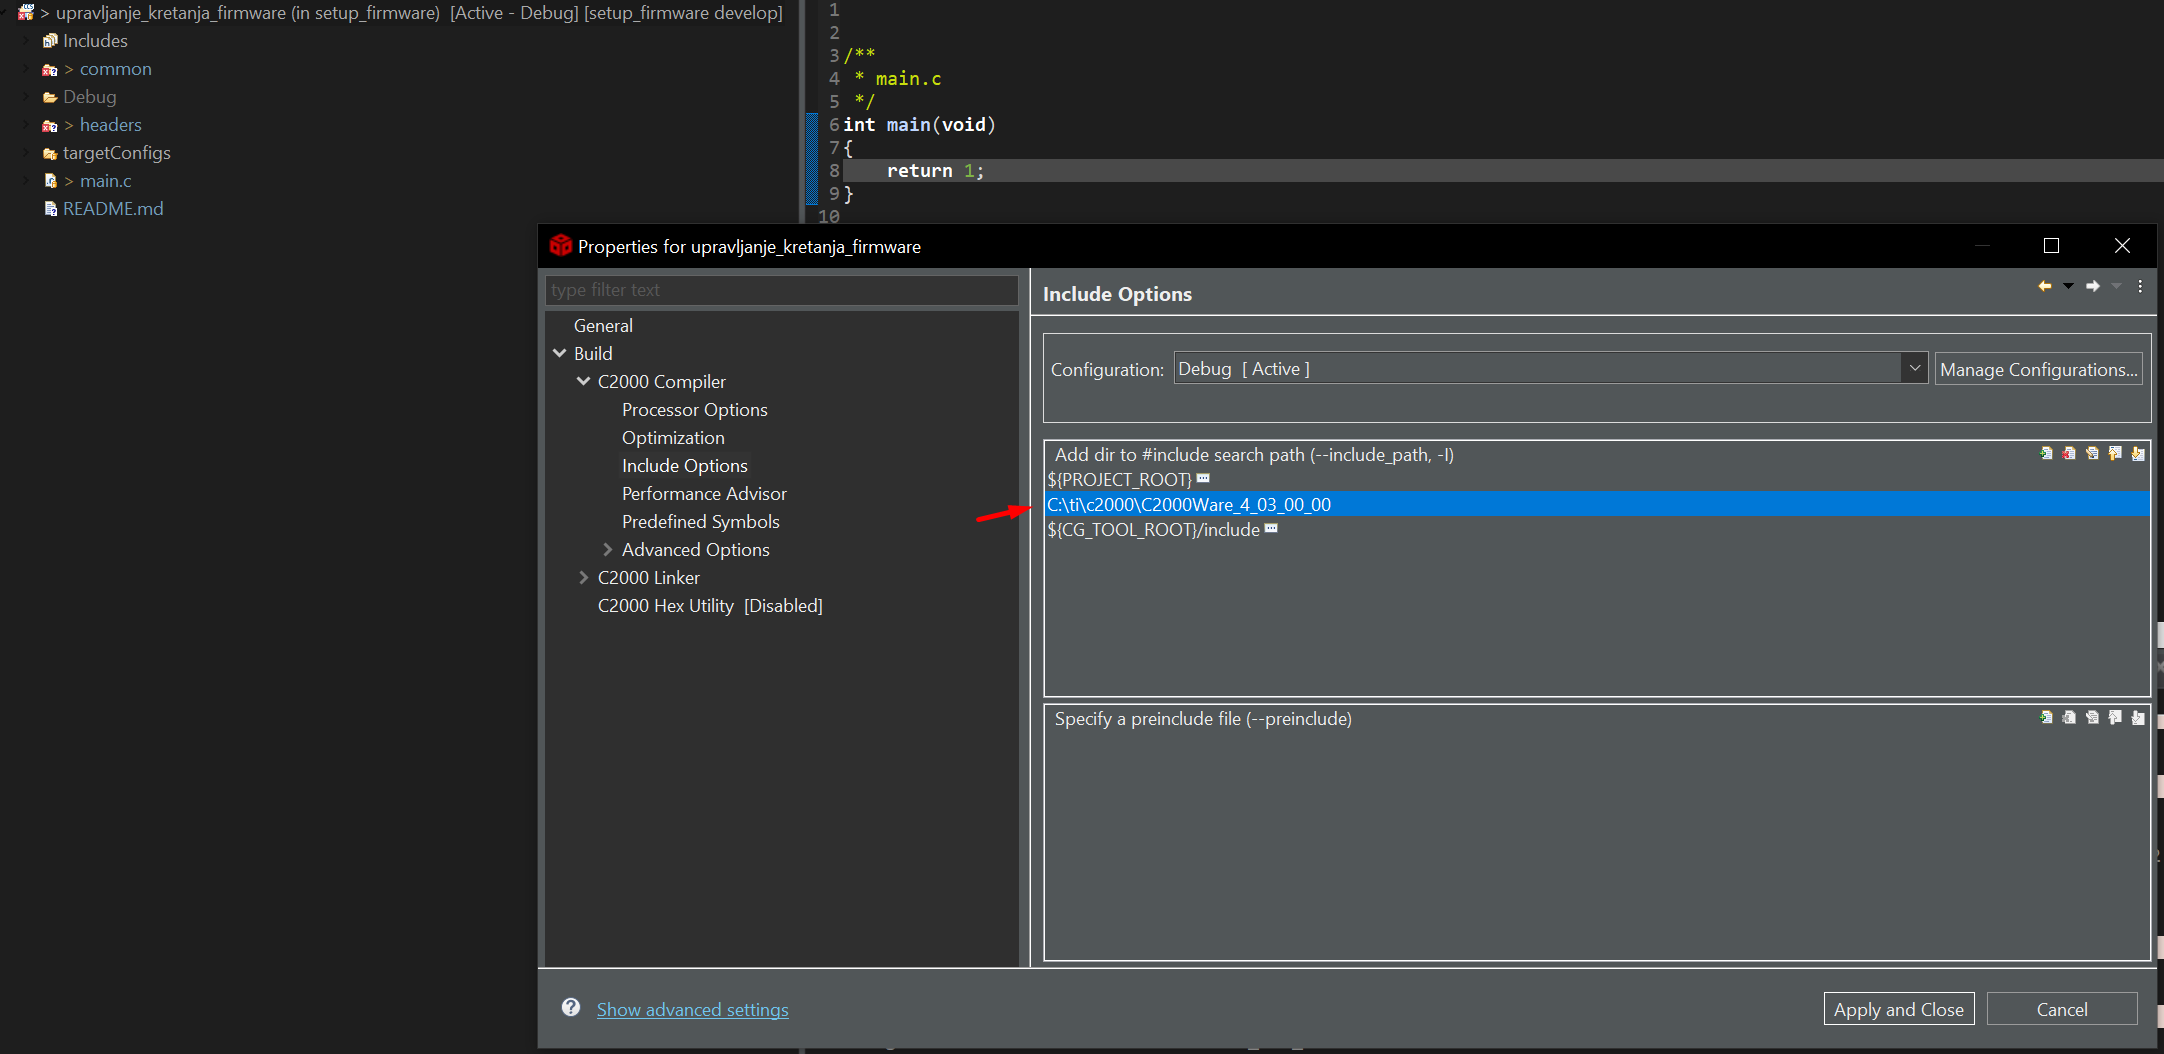 > upravljanje_kretanja_firmware (in setup_firmware) [Active - Debug] [setup_firmware develop]
Includes
> common
Debug
> headers
targetConfigs
> main.c
README.md
1
2
3 /**
4 * main.c
5 */
6 int main(void)
7 {
8 return 1;
9 }
10
Properties for upravljanje_kretanja_firmware
type filter text
General
Build
C2000 Compiler
Processor Options
Optimization
Include Options
Performance Advisor
Predefined Symbols
Advanced Options
C2000 Linker
C2000 Hex Utility [Disabled]
Include Options
Configuration: Debug [ Active ] Manage Configurations...
Add dir to #include search path (--include_path, -I)
${PROJECT_ROOT}
C:\ti\c2000\C2000Ware_4_03_00_00
${CG_TOOL_ROOT}/include
Specify a preinclude file (--preinclude)
Show advanced settings
Apply and Close
Cancel